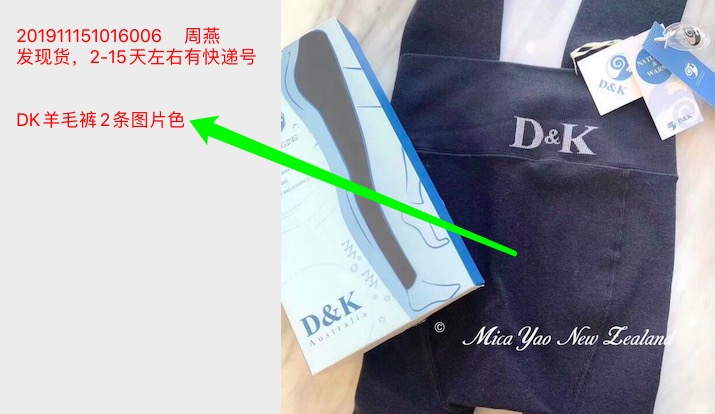 201911151016006 周燕
发现货，2-15天左右有快递号
DK羊毛裤2条图片色
D&K
Australia
D&K
D&K
NATURAL
&
WARM
D&K
© Mica Yao New Zealand